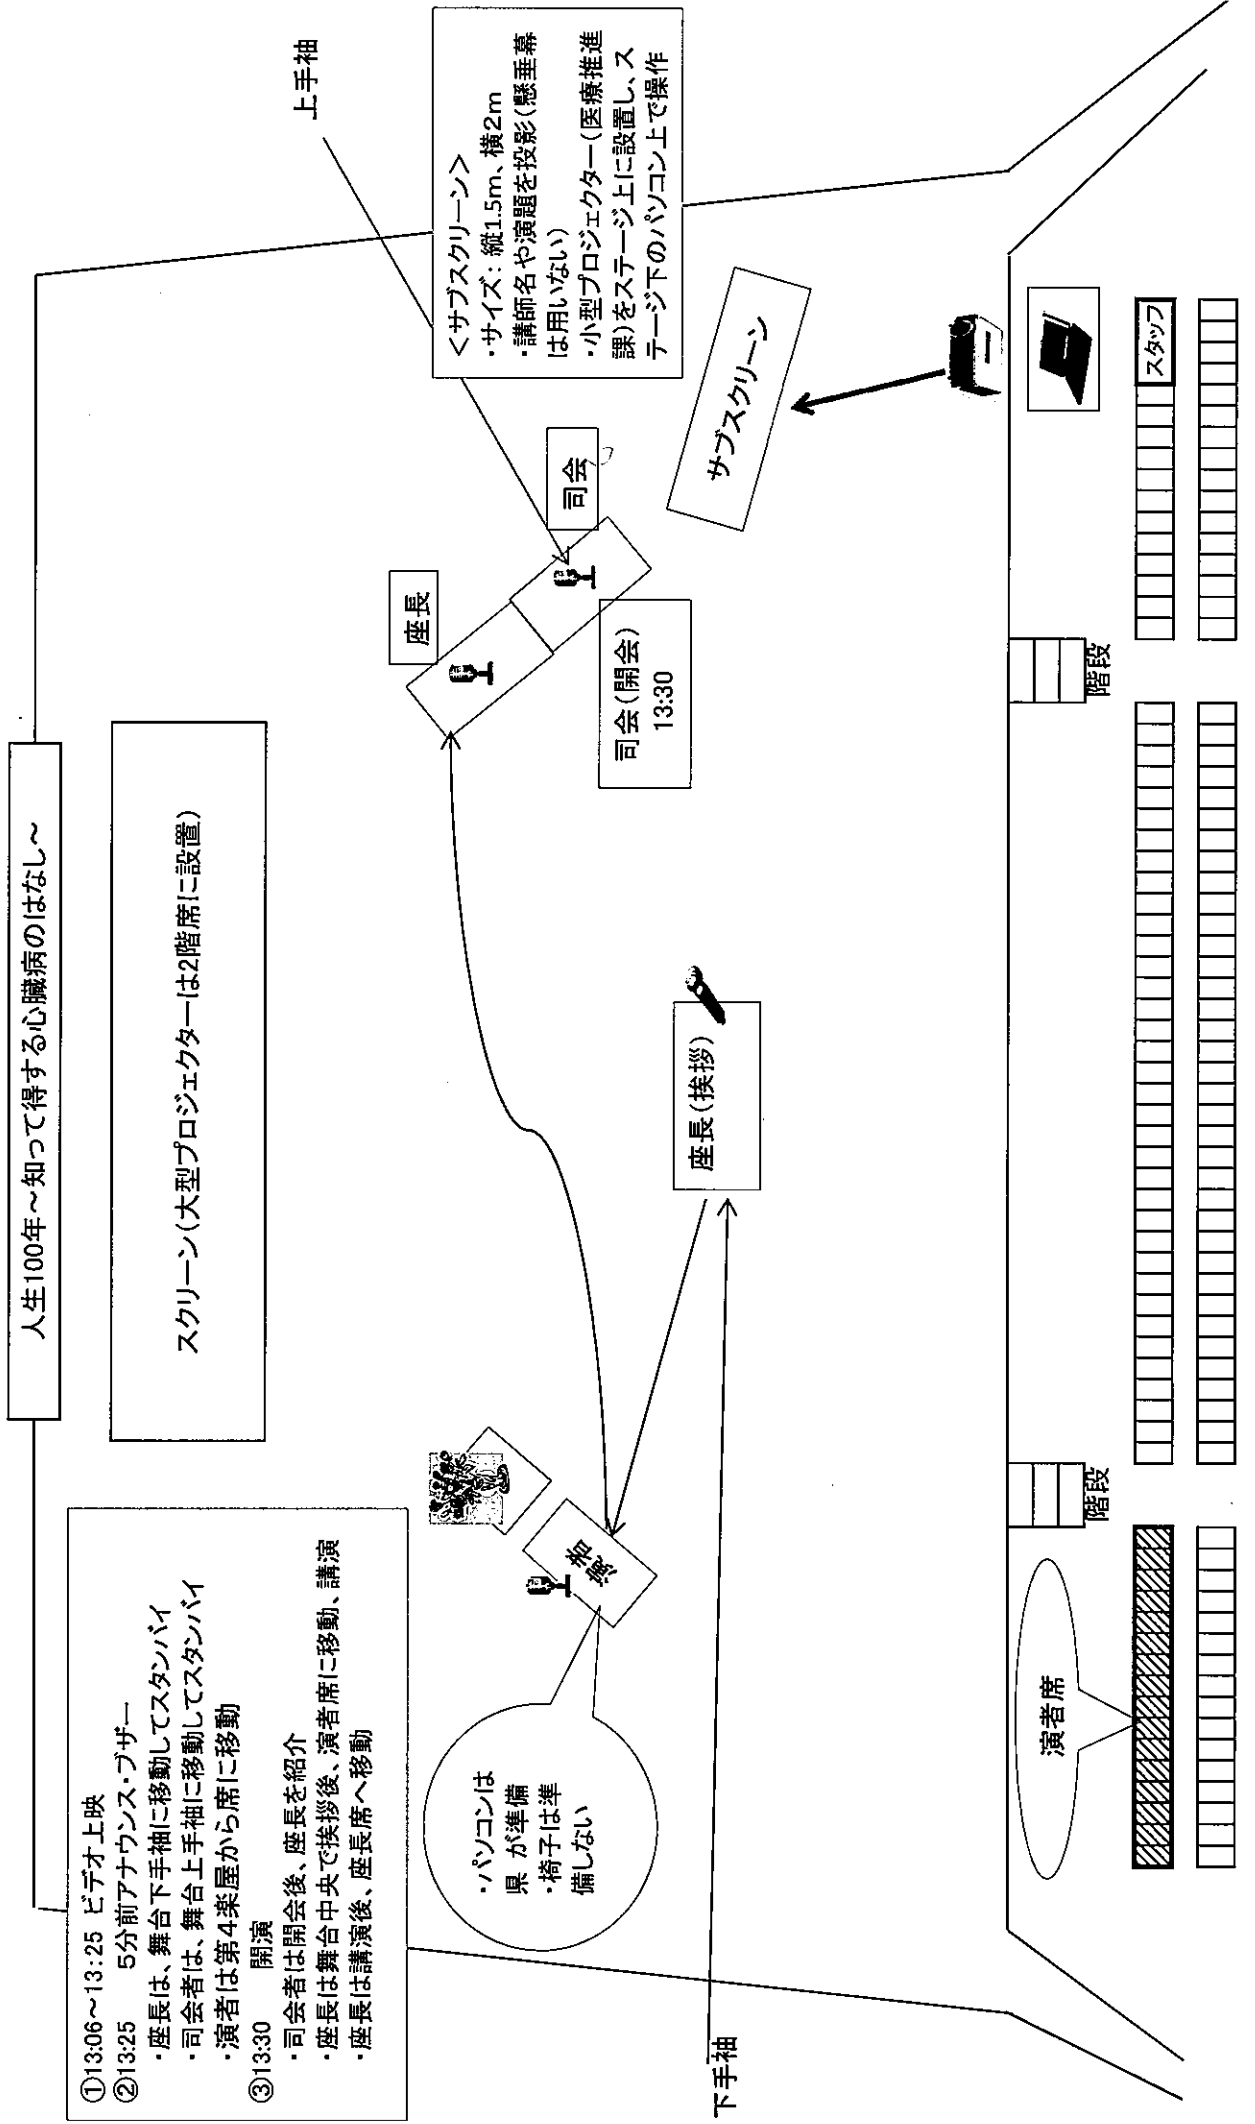 人生100年～知って得する心臓病のはなし～
スクリーン(大型プロジェクターは2階席に設置)
①13:06～13:25 ビデオ上映
②13:25 5分前アナウンス・ブザー
・座長は、舞台下手袖に移動してスタンバイ
・司会者は、舞台上手袖に移動してスタンバイ
・演者は第4楽屋から席に移動
③13:30 開演
・司会者は開会後、座長を紹介
・座長は舞台中央で挨拶後、演者席に移動、講演
・座長は講演後、座長席へ移動
上手袖
<サブスクリーン>
・サイズ：縦1.5m、横2m
・講師名や演題を投影(懸垂幕
は用いない)
・小型プロジェクター(医療推進
課)をステージ上に設置し、ス
テージ下のパソコン上で操作
座長
司会
司会(開会)
13:30
サブスクリーン
演者
・パソコンは
県 が準備
・椅子は準
備しない
座長(挨拶)
下手袖
演者席
階段
階段
スタッフ